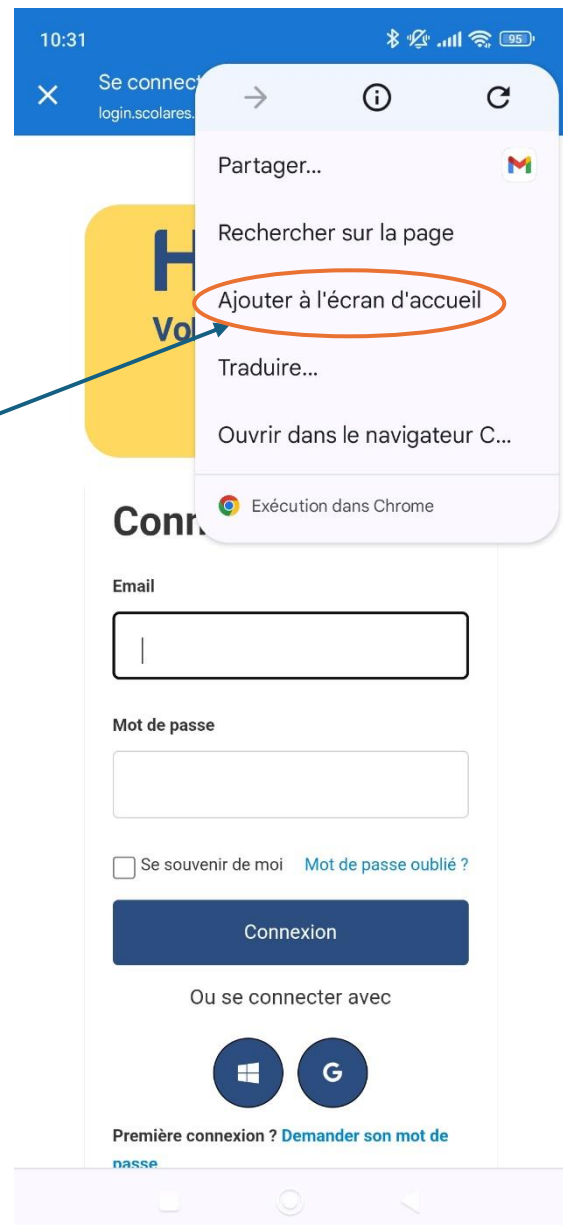 10:31
95
Se connect
login.scolares.
Partager...
Rechercher sur la page
Ajouter à l'écran d'accueil
Traduire...
Ouvrir dans le navigateur C...
Exécution dans Chrome
H
Vol
Conn
Email
Mot de passe
Se souvenir de moi Mot de passe oublié ?
Connexion
Ou se connecter avec
G
Première connexion ? Demander son mot de
passe